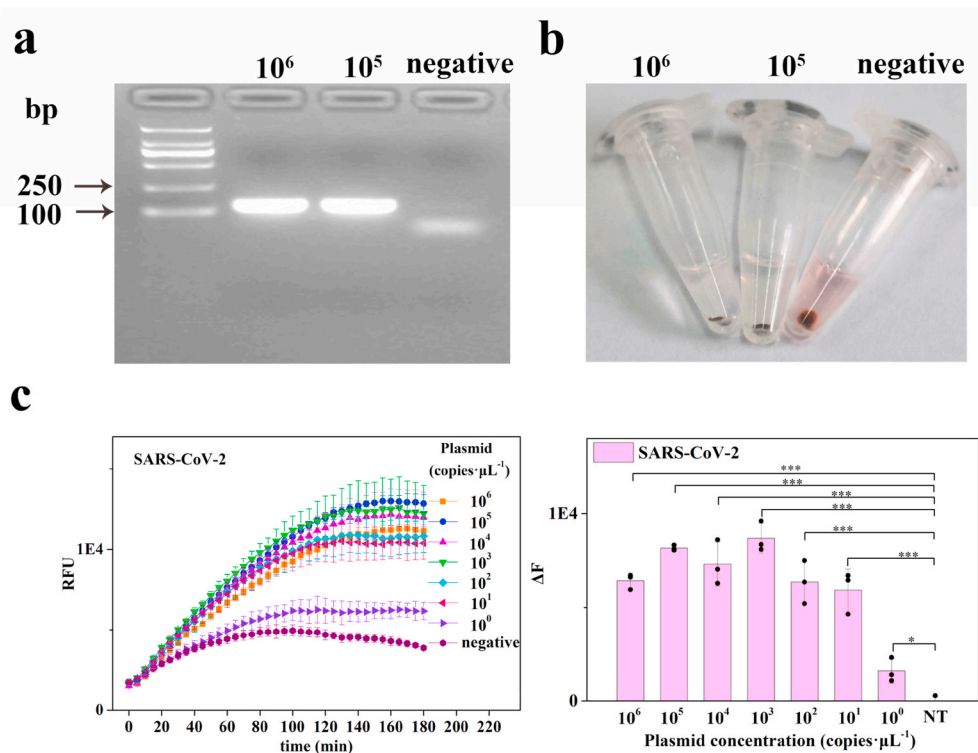 a
10⁶ 10⁵ negative
bp
250
100
b
10⁶ 10⁵ negative
c
SARS-CoV-2
Plasmid
(copies·μL⁻¹)
10⁶
10⁵
10⁴
10³
10²
10¹
10⁰
negative
RFU
1E4
0
0 20 40 60 80 100 120 140 160 180 200 220
time (min)
SARS-CoV-2
***
***
***
***
***
***
*
ΔF
1E4
0
10⁶ 10⁵ 10⁴ 10³ 10² 10¹ 10⁰ NT
Plasmid concentration (copies·μL⁻¹)